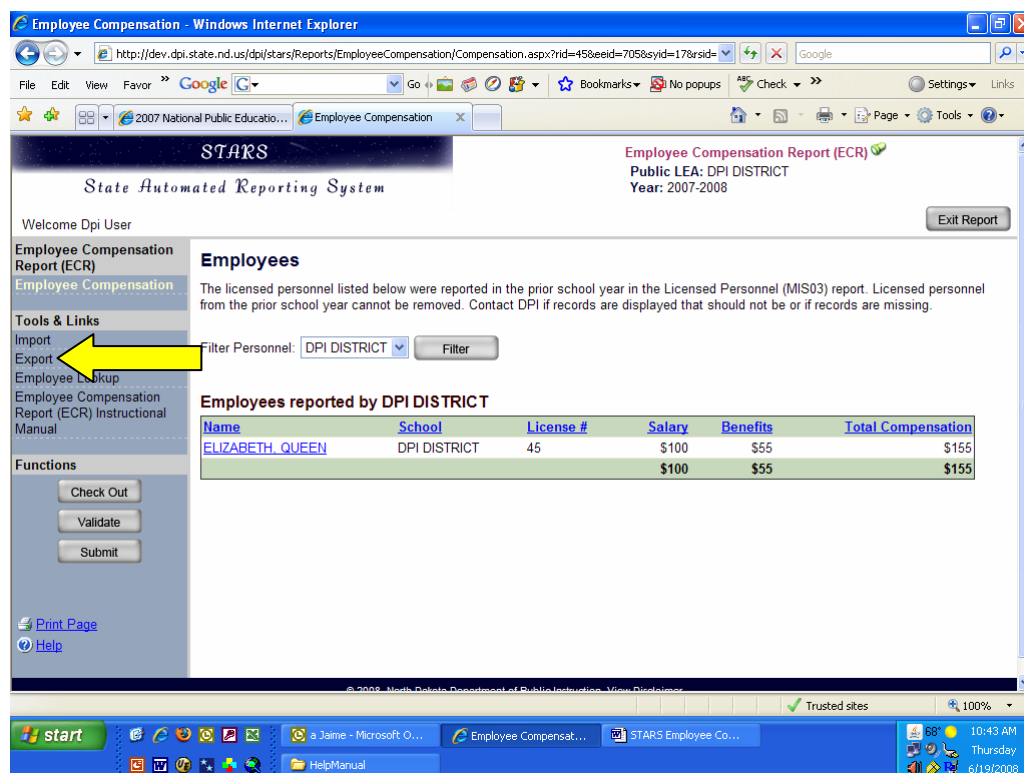 Employee Compensation - Windows Internet Explorer
http://dev.dpi.state.nd.us/dpi/stars/Reports/EmployeeCompensation/Compensation.aspx?rid=45&eeid=705&syid=17&rsid=
Google
File Edit View Favor » Google G Go Bookmarks No popups Check » Settings Links
2007 National Public Educatio... Employee Compensation X Page Tools
STARS
State Automated Reporting System
Employee Compensation Report (ECR)
Public LEA: DPI DISTRICT
Year: 2007-2008
Welcome Dpi User
Exit Report
Employee Compensation
Report (ECR)
Employee Compensation
Tools & Links
Import
Export
Employee Lookup
Employee Compensation
Report (ECR) Instructional
Manual
Functions
Check Out
Validate
Submit
Print Page
Help
Employees
The licensed personnel listed below were reported in the prior school year in the Licensed Personnel (MIS03) report. Licensed personnel
from the prior school year cannot be removed. Contact DPI if records are displayed that should not be or if records are missing.
Filter Personnel: DPI DISTRICT Filter
Employees reported by DPI DISTRICT
Name School License # Salary Benefits Total Compensation
ELIZABETH, QUEEN DPI DISTRICT 45 $100 $55 $155
$100 $55 $155
© 2008, North Dakota Department of Public Instruction, View Disclaimer
Trusted sites 100%
start a Jaime - Microsoft O... Employee Compensat... STARS Employee Co... 68° 10:43 AM
HelpManual Thursday
6/19/2008